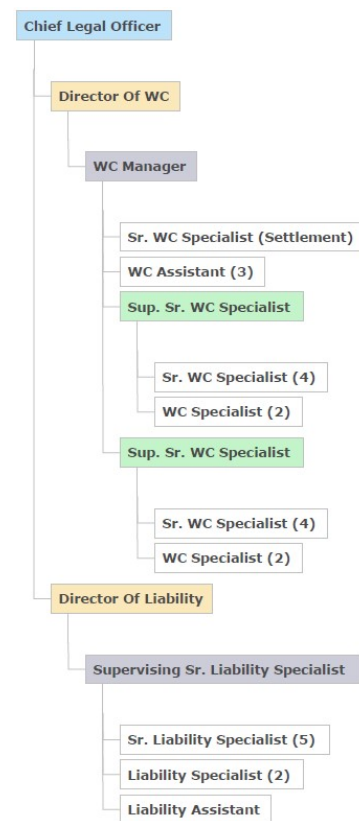 Chief Legal Officer
Director Of WC
WC Manager
Sr. WC Specialist (Settlement)
WC Assistant (3)
Sup. Sr. WC Specialist
Sr. WC Specialist (4)
WC Specialist (2)
Sup. Sr. WC Specialist
Sr. WC Specialist (4)
WC Specialist (2)
Director Of Liability
Supervising Sr. Liability Specialist
Sr. Liability Specialist (5)
Liability Specialist (2)
Liability Assistant